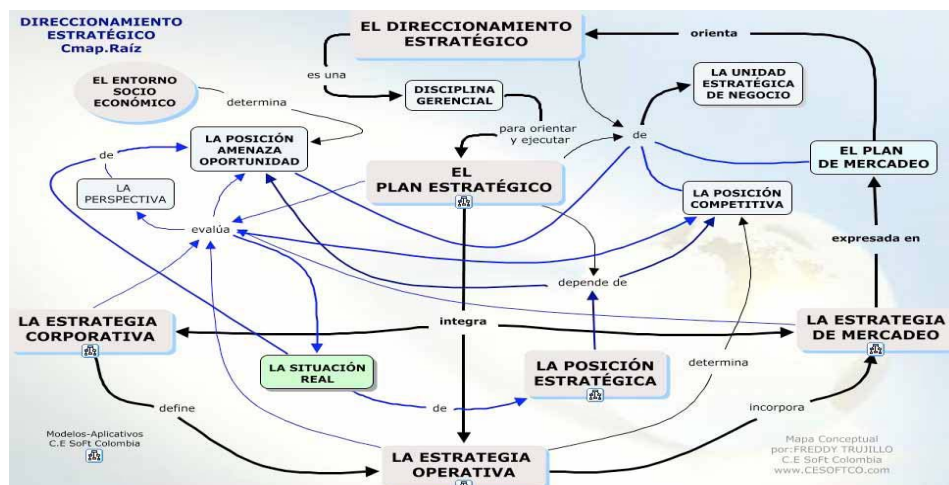 DIRECCIONAMIENTO
ESTRATÉGICO
Cmap.Raíz
EL DIRECCIONAMIENTO
ESTRATÉGICO
orienta
es una
EL ENTORNO
SOCIO
ECONÓMICO
DISCIPLINA
GERENCIAL
LA UNIDAD
ESTRATÉGICA
DE NEGOCIO
determina
para orientar
y ejecutar
de
LA POSICIÓN
AMENAZA
OPORTUNIDAD
de
EL PLAN
DE MERCADEO
EL
PLAN ESTRATÉGICO
LA
PERSPECTIVA
LA POSICIÓN
COMPETITIVA
evalúa
expresada en
depende de
LA ESTRATEGIA
CORPORATIVA
integra
LA ESTRATEGIA
DE MERCADEO
LA SITUACIÓN
REAL
LA POSICIÓN
ESTRATÉGICA
determina
define
de
incorpora
Modelos-Aplicativos
C.E SoFt Colombia
LA ESTRATEGIA
OPERATIVA
Mapa Conceptual
por:FREDDY TRUJILLO
C.E SoFt Colombia
www.CESOFTCO.com